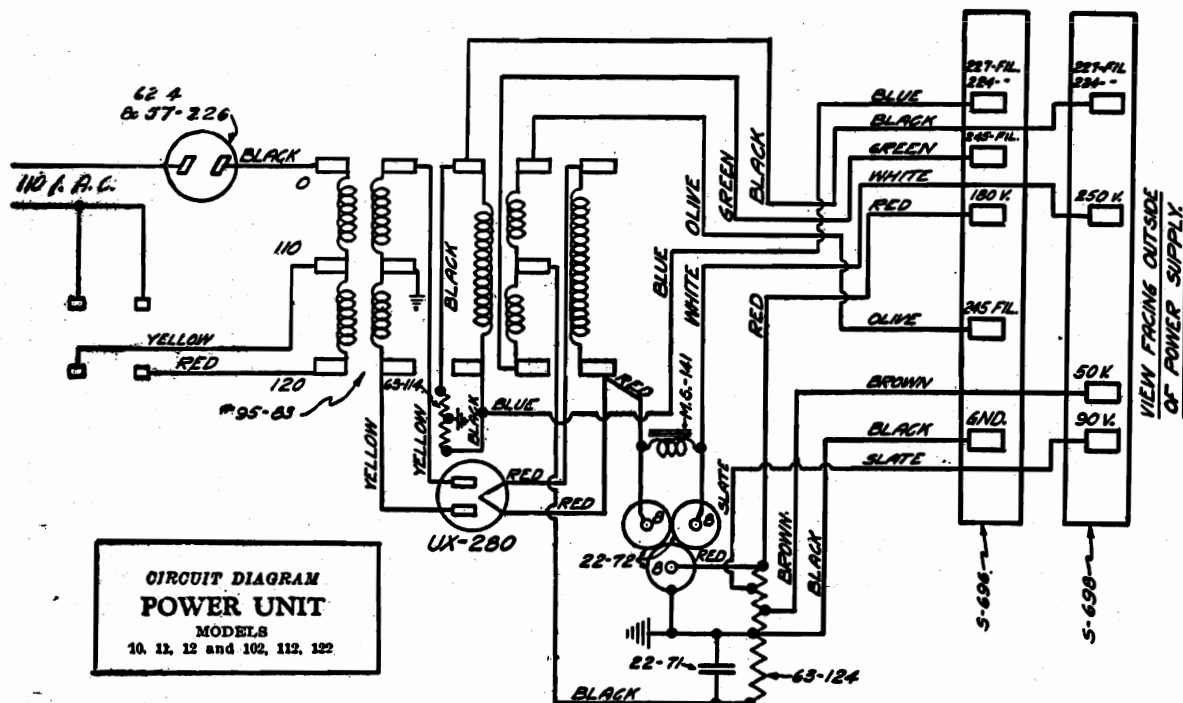 62 4
& 57-226
110 V. A.C.
BLACK
0
110
120
YELLOW
RED
#95-83
YELLOW
YELLOW
63-114
BLACK
BLACK
BLUE
OLIVE
GREEN
BLACK
BLUE
WHITE
RED
M.G.-141
RED
RED
RED
UX-280
SLATE
B
B
B
22-72
RED
BROWN
BLACK
22-71
63-124
BLACK
BLUE
BLACK
GREEN
WHITE
RED
OLIVE
BROWN
BLACK
SLATE
227-FIL.
224- "
245-FIL.
180 V.
245 FIL.
GND.
227-FIL
224- "
250 V.
50 V.
90 V.
S-696
S-698
VIEW FACING OUTSIDE
OF POWER SUPPLY.
CIRCUIT DIAGRAM
POWER UNIT
MODELS
10, 11, 12 and 102, 112, 122